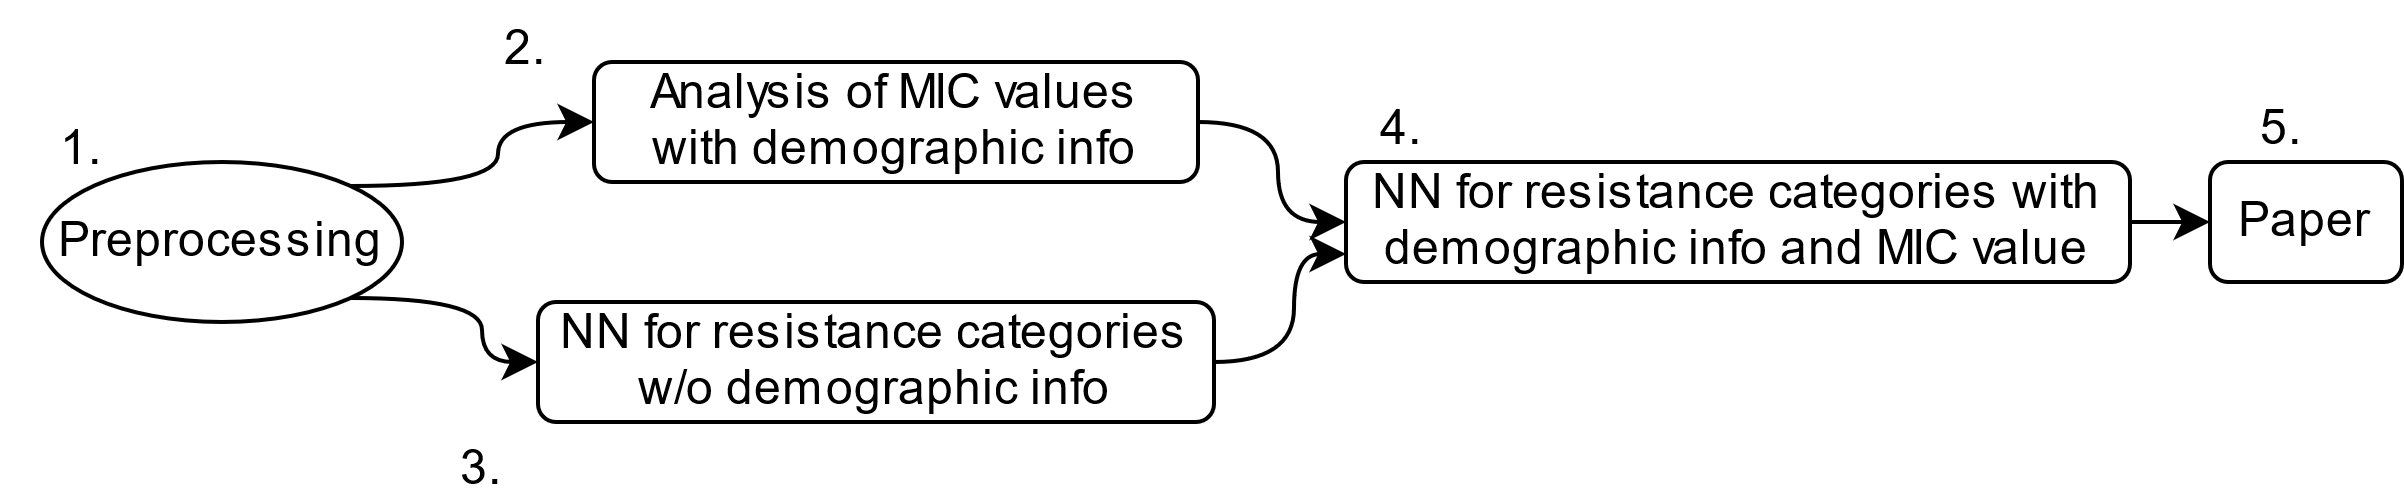 1.
Preprocessing
2.
Analysis of MIC values
with demographic info
3.
NN for resistance categories
w/o demographic info
4.
NN for resistance categories with
demographic info and MIC value
5.
Paper